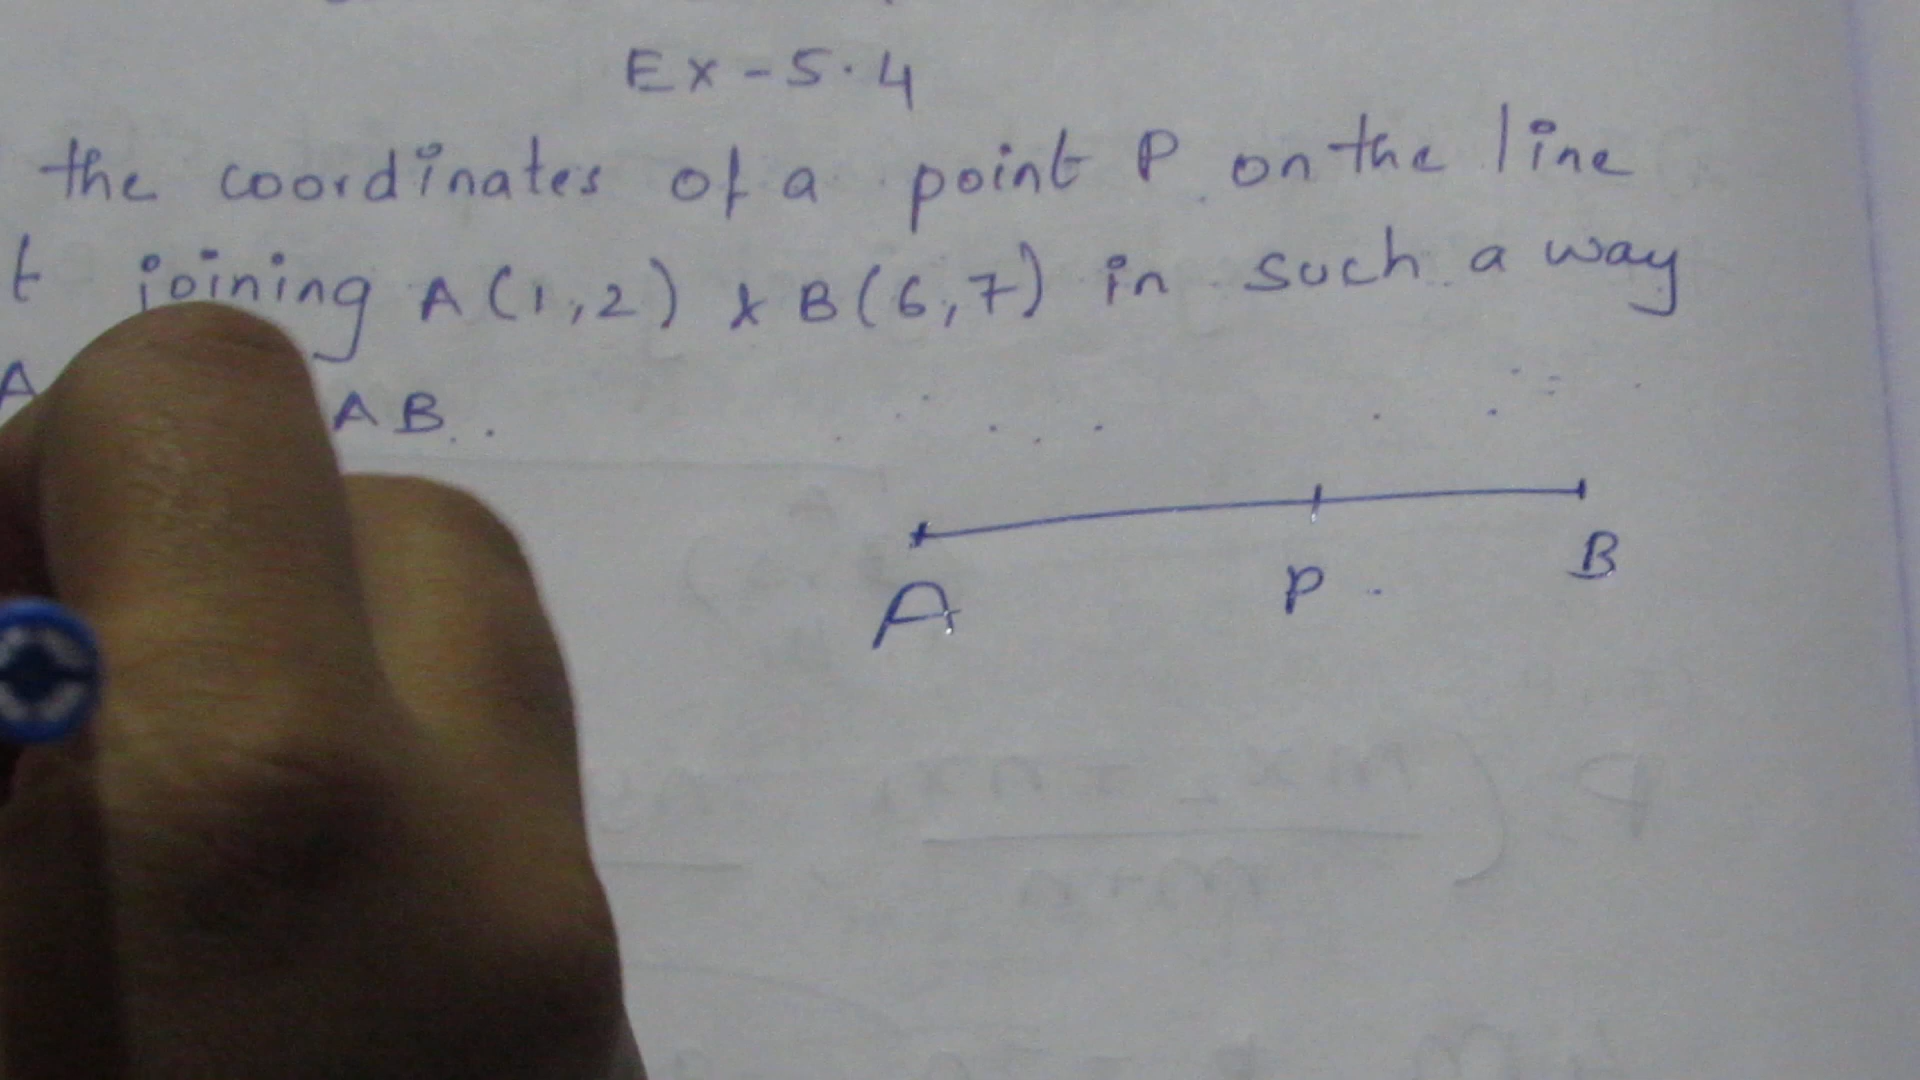 Ex-5.4
the coordinates of a point P on the line
t joining A(1,2) & B(6,7) in such a way
A AB.
A P B